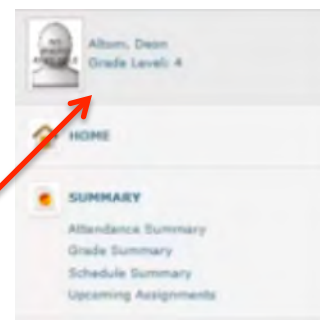 Altom, Dean
Grade Level: 4
HOME
SUMMARY
Attendance Summary
Grade Summary
Schedule Summary
Upcoming Assignments